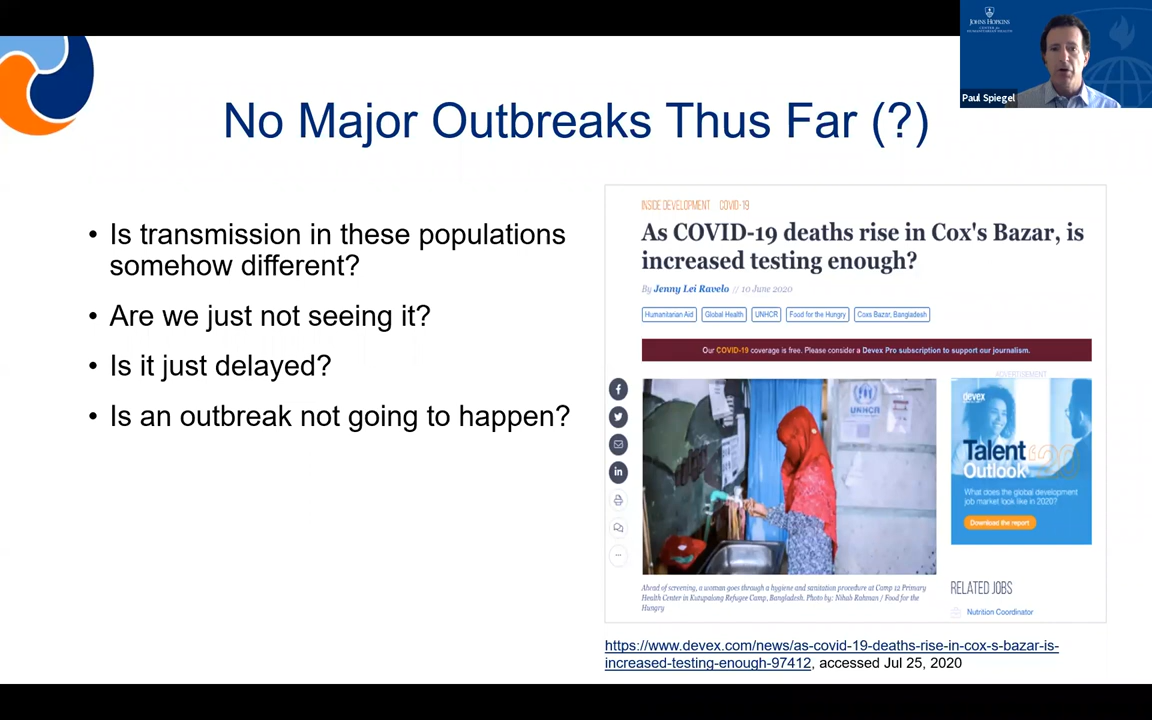 JOHNS HOPKINS
CENTER for
HUMANITARIAN HEALTH
Paul Spiegel
No Major Outbreaks Thus Far (?)
• Is transmission in these populations
somehow different?
• Are we just not seeing it?
• Is it just delayed?
• Is an outbreak not going to happen?
INSIDE DEVELOPMENT COVID-19
As COVID-19 deaths rise in Cox's Bazar, is
increased testing enough?
By Jenny Lei Ravelo // 10 June 2020
Humanitarian Aid Global Health UNHCR Food for the Hungry Coxs Bazar, Bangladesh
Our COVID-19 coverage is free. Please consider a Devex Pro subscription to support our journalism.
ADVERTISEMENT
UNHCR
devex
Talent '20
Outlook
What does the global development
job market look like in 2020?
Download the report
Ahead of screening, a woman goes through a hygiene and sanitation procedure at Camp 12 Primary
Health Center in Kutupalong Refugee Camp, Bangladesh. Photo by: Nihab Rahman / Food for the
Hungry
RELATED JOBS
Nutrition Coordinator
https://www.devex.com/news/as-covid-19-deaths-rise-in-cox-s-bazar-is-
increased-testing-enough-97412, accessed Jul 25, 2020